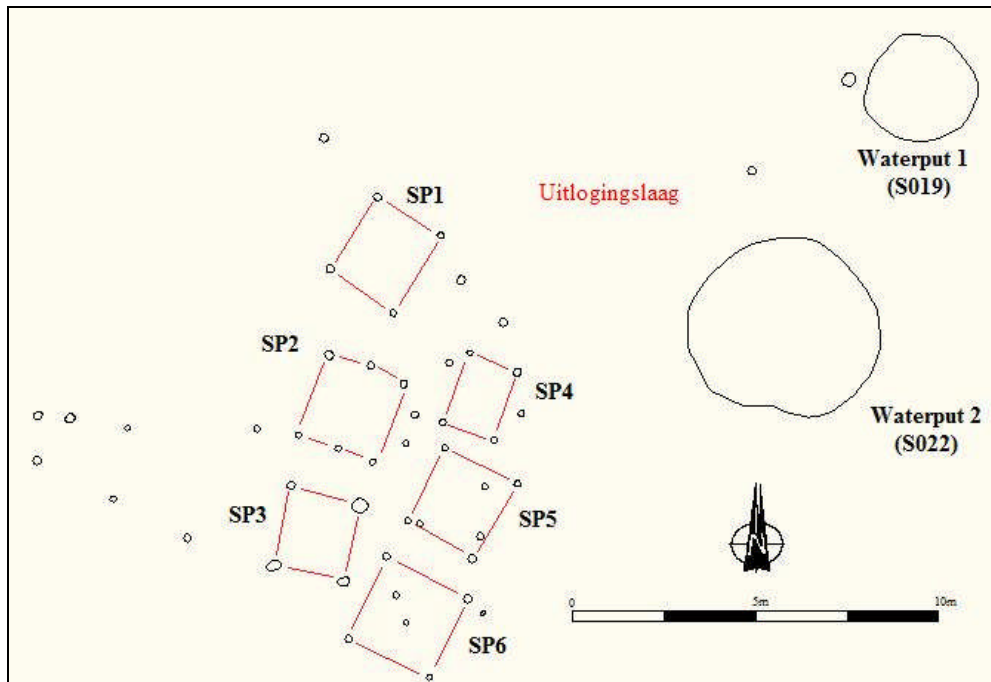 Waterput 1
(S019)
SP1
Uitlogingslaag
SP2
SP4
Waterput 2
(S022)
SP3
SP5
SP6
0
5m
10m